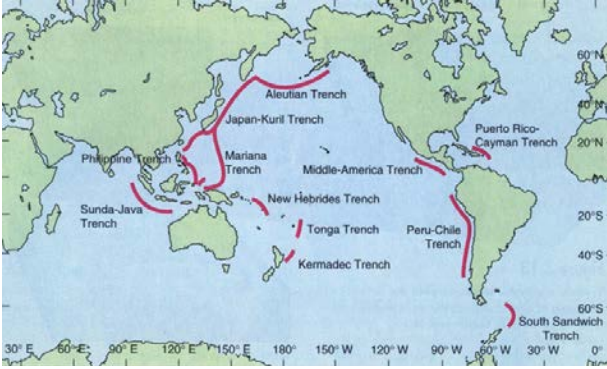 60°N
Aleutian Trench
40°N
Japan-Kuril Trench
Puerto Rico-
Cayman Trench
20°N
Philippine Trench
Mariana
Trench
Middle-America Trench
0°
New Hebrides Trench
Sunda-Java
Trench
20°S
Tonga Trench
Peru-Chile
Trench
40°S
Kermadec Trench
60°S
South Sandwich
Trench
30° E 60° E 90° E 120° E 150° E 180° 150° W 120° W 90° W 60° W 30° W 0°